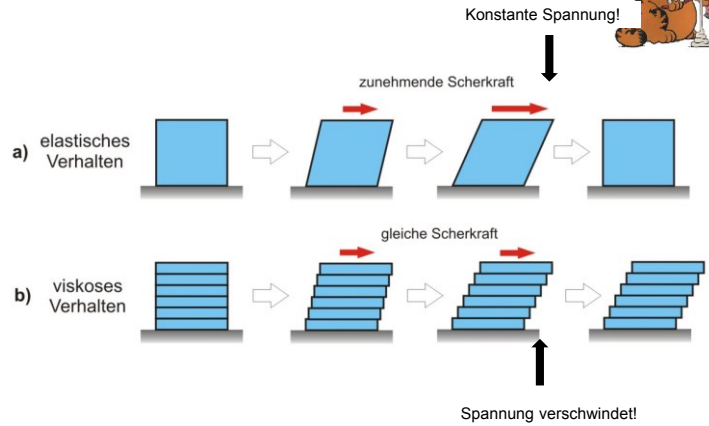 Konstante Spannung!
zunehmende Scherkraft
a) elastisches
Verhalten
gleiche Scherkraft
b) viskoses
Verhalten
Spannung verschwindet!